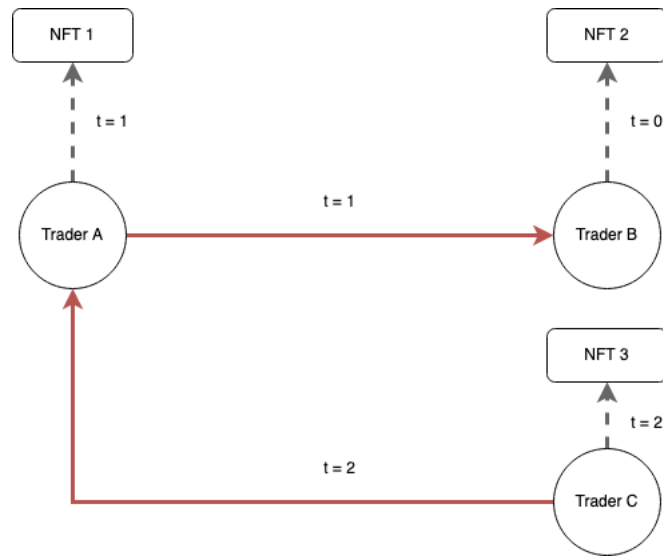 NFT 1
NFT 2
t = 1
t = 0
t = 1
Trader A
Trader B
NFT 3
t = 2
t = 2
Trader C